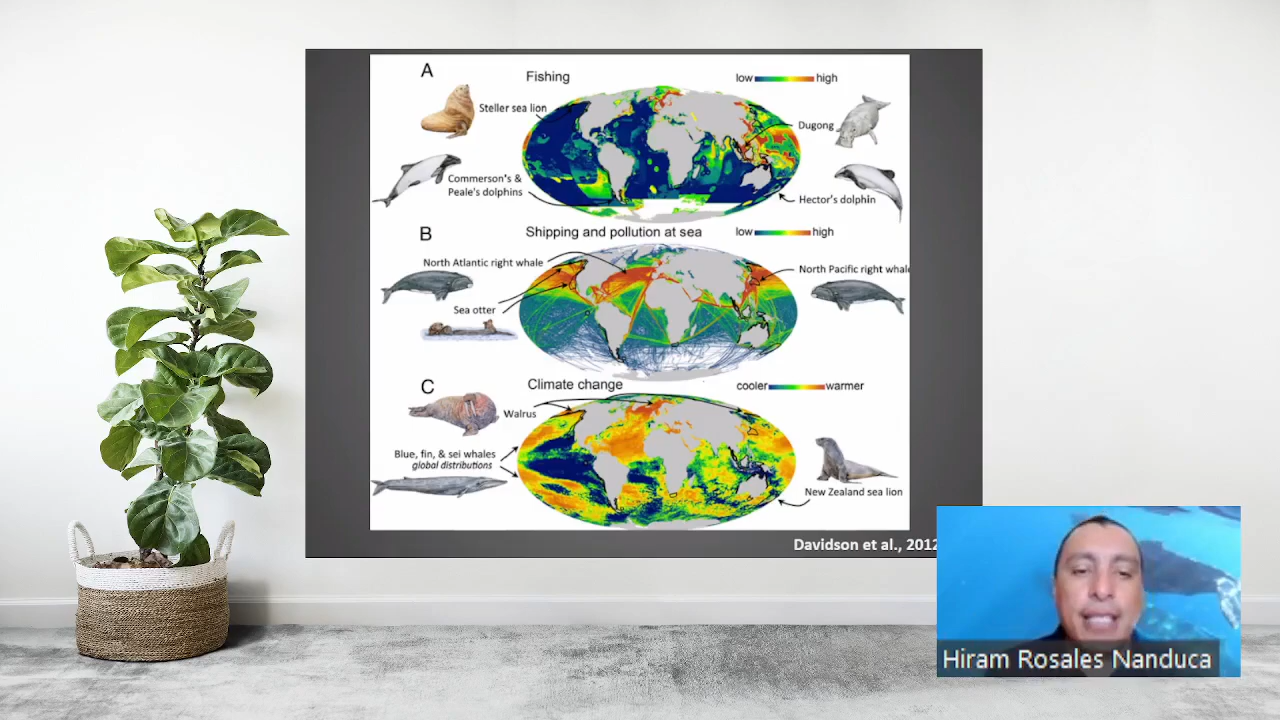 A
Fishing
low high
Steller sea lion
Dugong
Commerson's &
Peale's dolphins
Hector's dolphin
B
Shipping and pollution at sea
low high
North Atlantic right whale
North Pacific right whale
Sea otter
C
Climate change
cooler warmer
Walrus
Blue, fin, & sei whales
global distributions
New Zealand sea lion
Davidson et al., 2012
Hiram Rosales Nanduca